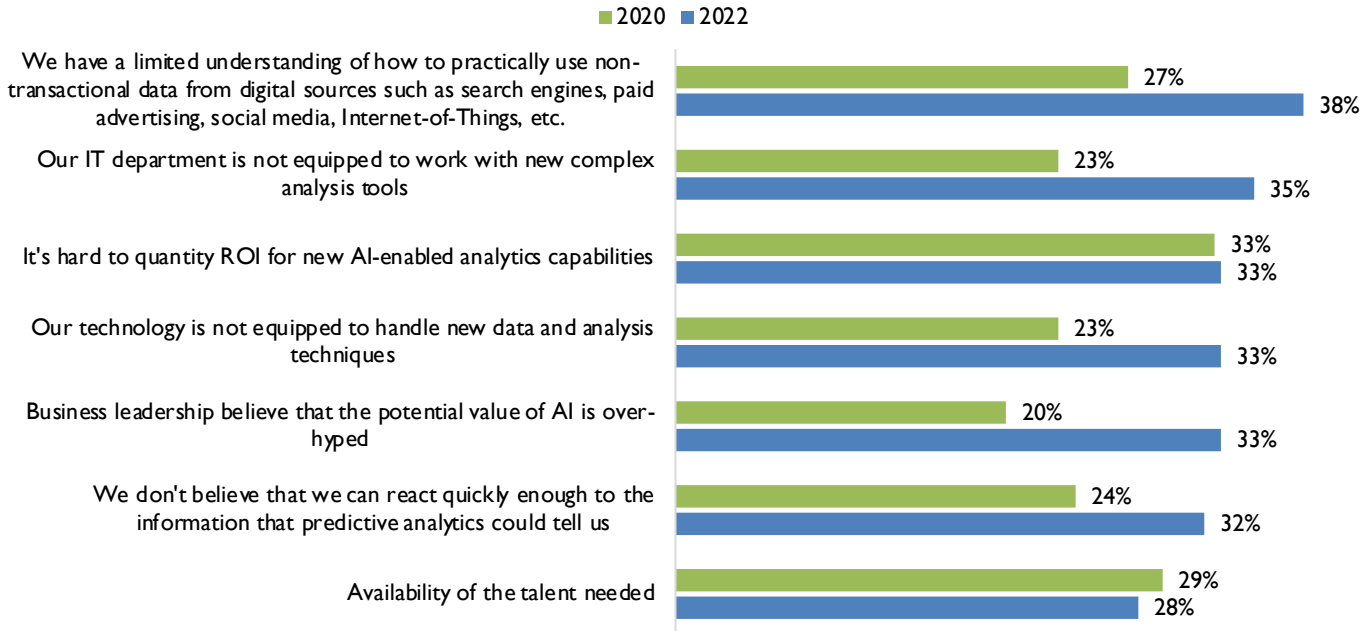 2020 2022
We have a limited understanding of how to practically use non-
transactional data from digital sources such as search engines, paid
advertising, social media, Internet-of-Things, etc.
27%
38%
Our IT department is not equipped to work with new complex
analysis tools
23%
35%
It's hard to quantity ROI for new AI-enabled analytics capabilities
33%
33%
Our technology is not equipped to handle new data and analysis
techniques
23%
33%
Business leadership believe that the potential value of AI is over-
hyped
20%
33%
We don't believe that we can react quickly enough to the
information that predictive analytics could tell us
24%
32%
Availability of the talent needed
29%
28%